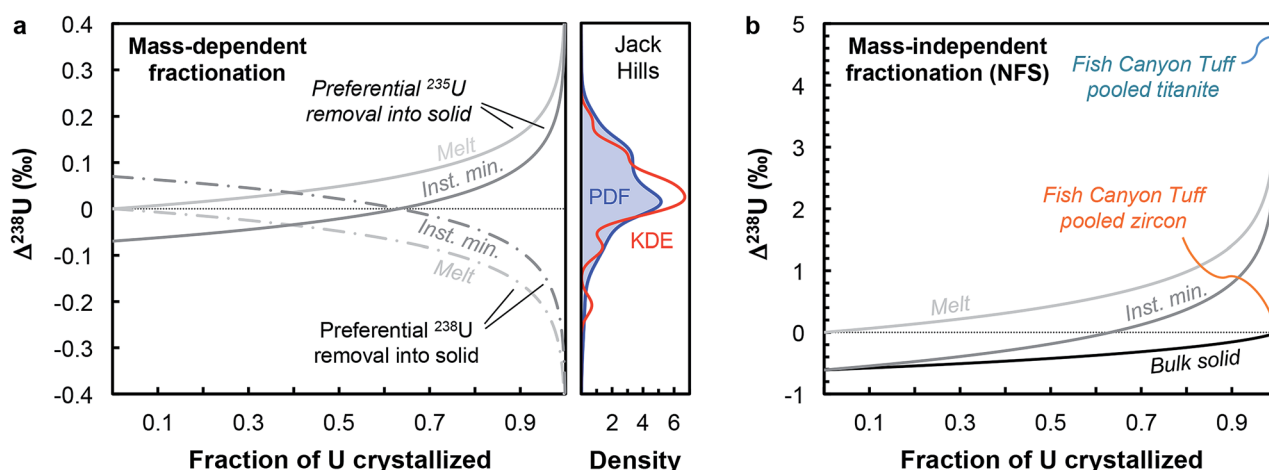 a
Mass-dependent
fractionation
Preferential ²³⁵U
removal into solid
Melt
Inst. min.
Inst. min.
Melt
Preferential ²³⁸U
removal into solid
Δ²³⁸U (‰)
0.4
0.3
0.2
0.1
0
-0.1
-0.2
-0.3
-0.4
0.1 0.3 0.5 0.7 0.9
Fraction of U crystallized
Jack
Hills
PDF
KDE
2 4 6
Density
b
Mass-independent
fractionation (NFS)
Fish Canyon Tuff
pooled titanite
Fish Canyon Tuff
pooled zircon
Melt
Inst. min.
Bulk solid
Δ²³⁸U (‰)
5
4
3
2
1
0
-1
0.1 0.3 0.5 0.7 0.9
Fraction of U crystallized